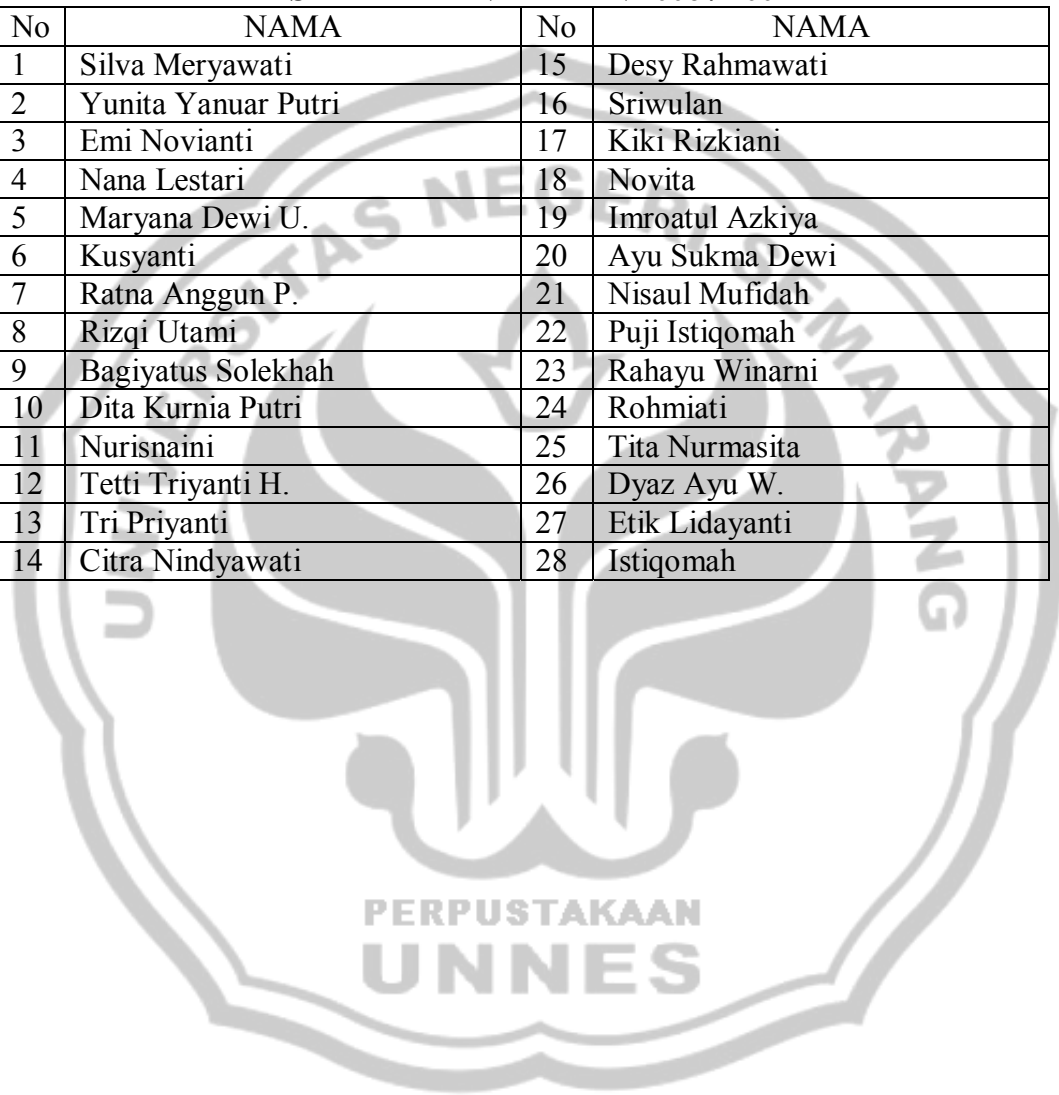 No NAMA No NAMA
1 Silva Meryawati 15 Desy Rahmawati
2 Yunita Yanuar Putri 16 Sriwulan
3 Emi Novianti 17 Kiki Rizkiani
4 Nana Lestari 18 Novita
5 Maryana Dewi U. 19 Imroatul Azkiya
6 Kusyanti 20 Ayu Sukma Dewi
7 Ratna Anggun P. 21 Nisaul Mufidah
8 Rizqi Utami 22 Puji Istiqomah
9 Bagiyatus Solekhah 23 Rahayu Winarni
10 Dita Kurnia Putri 24 Rohmiati
11 Nurisnaini 25 Tita Nurmasita
12 Tetti Triyanti H. 26 Dyaz Ayu W.
13 Tri Priyanti 27 Etik Lidayanti
14 Citra Nindyawati 28 Istiqomah
UNIVERSITAS NEGERI SEMARANG
PERPUSTAKAAN
UNNES